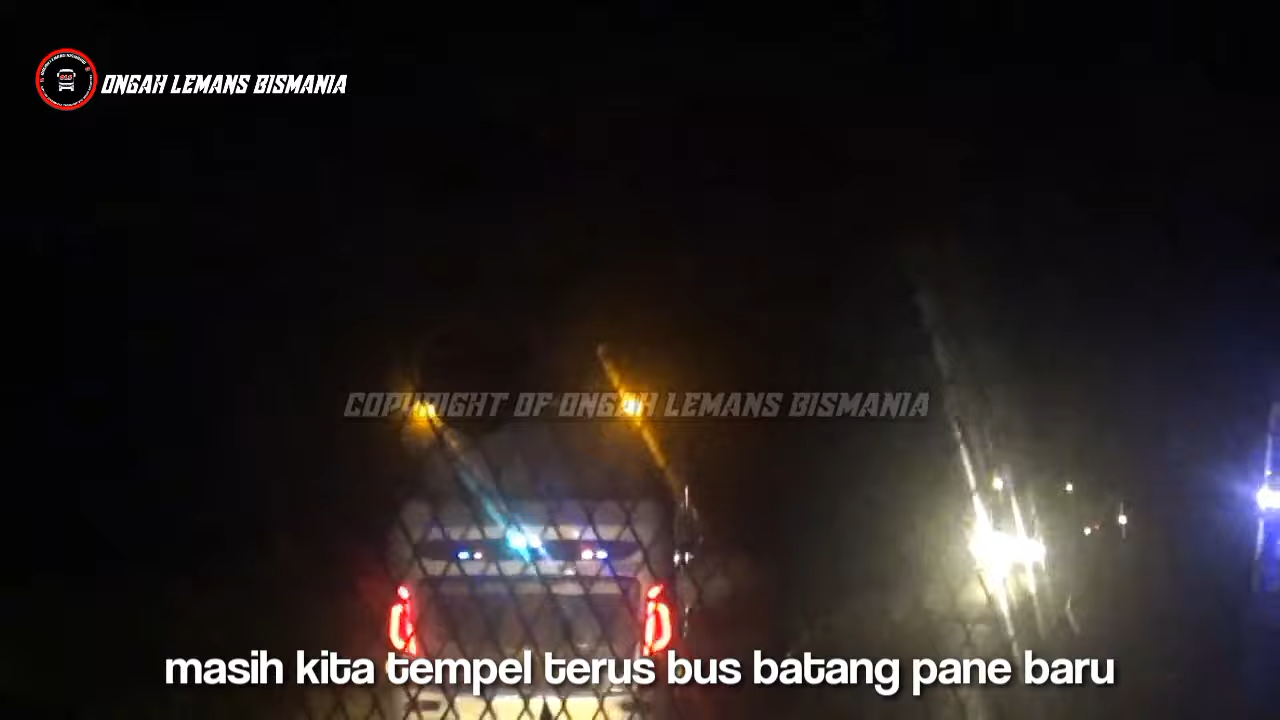 ONGAH LEMANS BISMANIA
COPYRIGHT OF ONGAH LEMANS BISMANIA
masih kita tempel terus bus batang pane baru